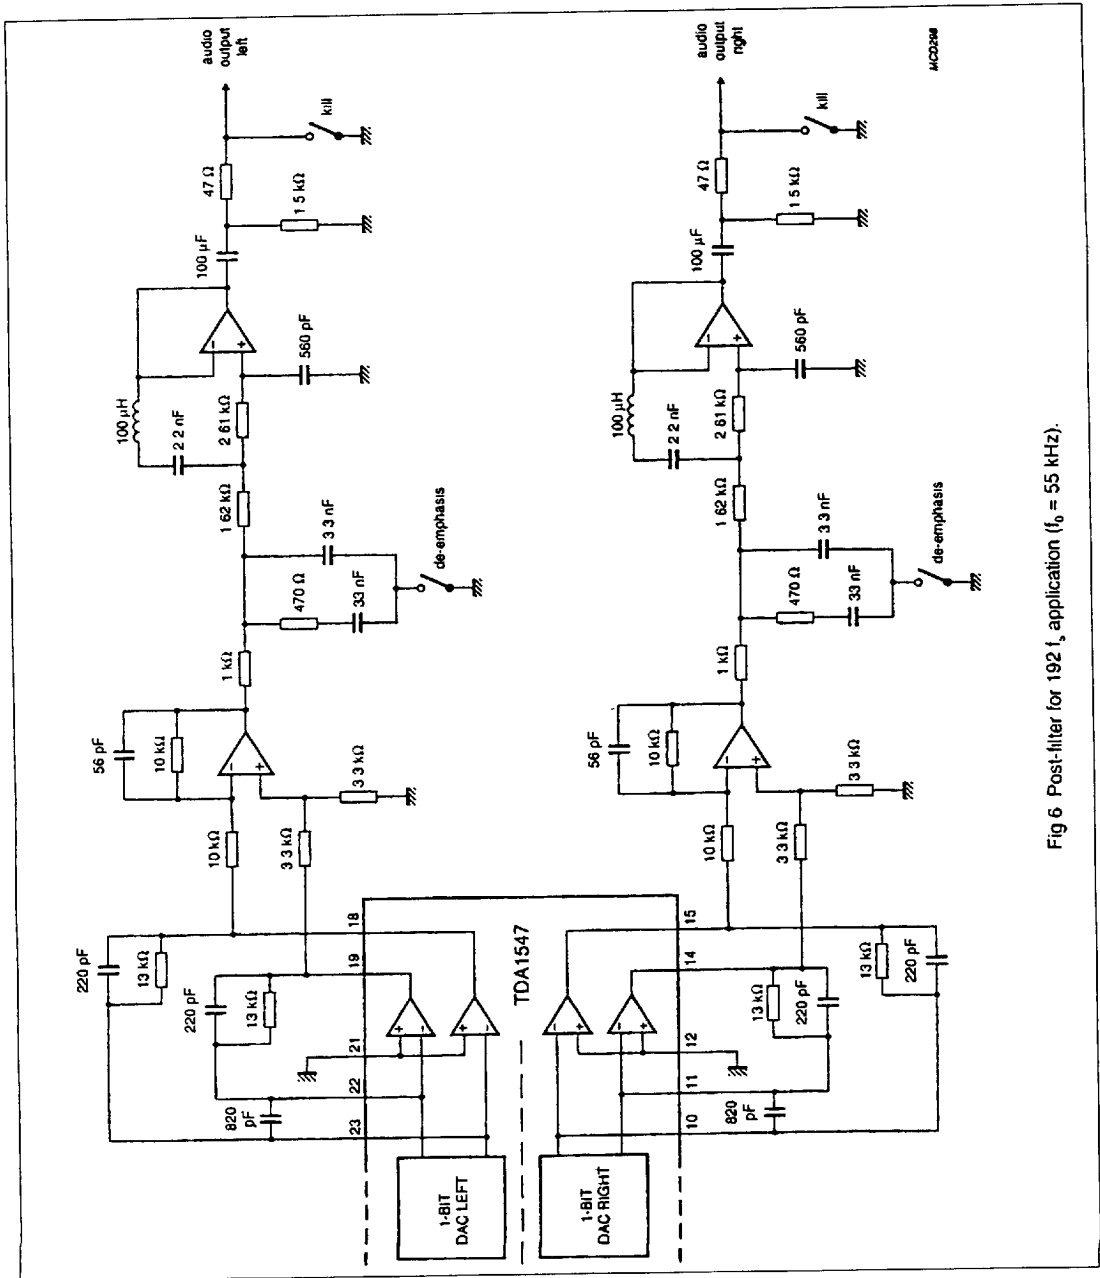 audio
output
left
kill
47 Ω
1 5 kΩ
100 µF
560 pF
100 µH
2 2 nF
2 61 kΩ
1 62 kΩ
3 3 nF
de-emphasis
470 Ω
33 nF
1 kΩ
56 pF
10 kΩ
3 3 kΩ
10 kΩ
3 3 kΩ
220 pF
13 kΩ
220 pF
13 kΩ
18
19
21
22
23
820
pF
+
-
+
-
-
+
-
+
1-BIT
DAC LEFT
TDA1547
audio
output
right
kill
47 Ω
1 5 kΩ
100 µF
560 pF
100 µH
2 2 nF
2 61 kΩ
1 62 kΩ
3 3 nF
de-emphasis
470 Ω
33 nF
1 kΩ
56 pF
10 kΩ
3 3 kΩ
10 kΩ
3 3 kΩ
15
14
12
11
10
13 kΩ
220 pF
13 kΩ
220 pF
820
pF
-
+
-
+
-
+
-
+
1-BIT
DAC RIGHT
MCD298
Fig 6 Post-filter for 192 fs application (fo = 55 kHz).